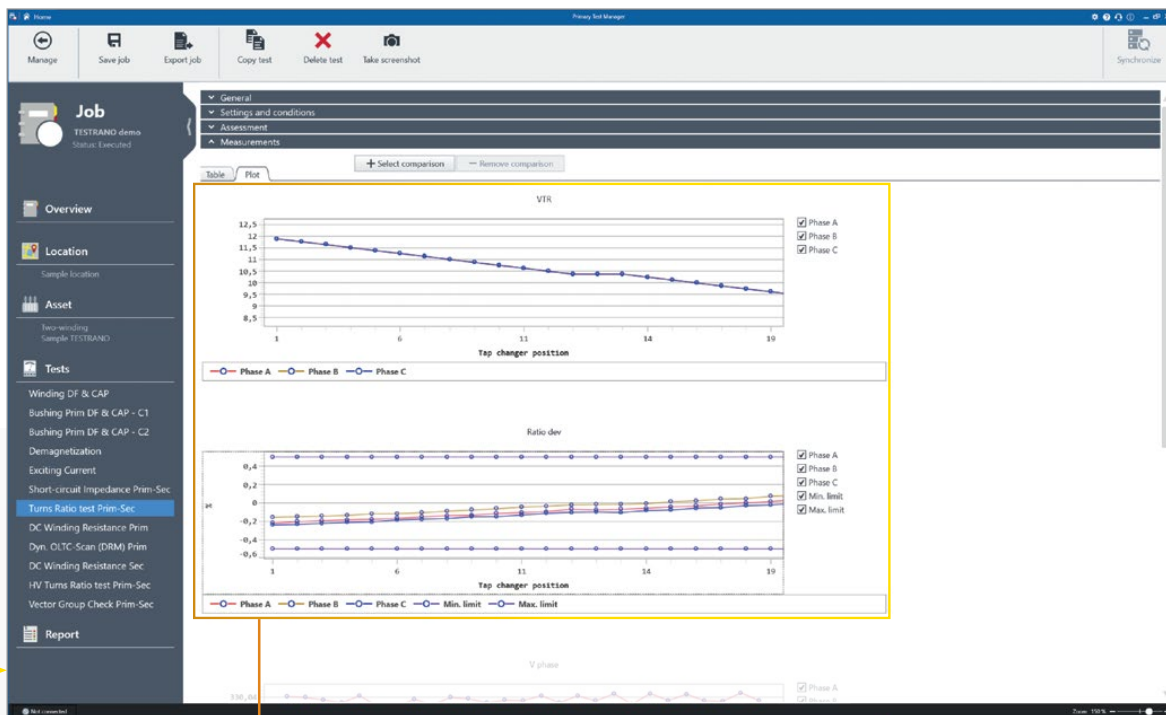 Home
Primary Test Manager
Manage
Save job
Export job
Copy test
Delete test
Take screenshot
Synchronize
Job
TESTRANO demo
Status: Executed
Overview
Location
Sample location
Asset
Two-winding
Sample TESTRANO
Tests
Winding DF & CAP
Bushing Prim DF & CAP - C1
Bushing Prim DF & CAP - C2
Demagnetization
Exciting Current
Short-circuit Impedance Prim-Sec
Turns Ratio test Prim-Sec
DC Winding Resistance Prim
Dyn. OLTC-Scan (DRM) Prim
DC Winding Resistance Sec
HV Turns Ratio test Prim-Sec
Vector Group Check Prim-Sec
Report
General
Settings and conditions
Assessment
Measurements
Select comparison
Remove comparison
Table
Plot
VTR
12,5
12
11,5
11
10,5
10
9,5
9
8,5
1 6 11 14 19
Tap changer position
Phase A
Phase B
Phase C
Phase A Phase B Phase C
Ratio dev
0,4
0,2
0
-0,2
-0,4
-0,6
1 6 11 14 19
Tap changer position
Phase A
Phase B
Phase C
Min. limit
Max. limit
Phase A Phase B Phase C Min. limit Max. limit
V phase
Phase A
Not connected
Zoom: 150 %